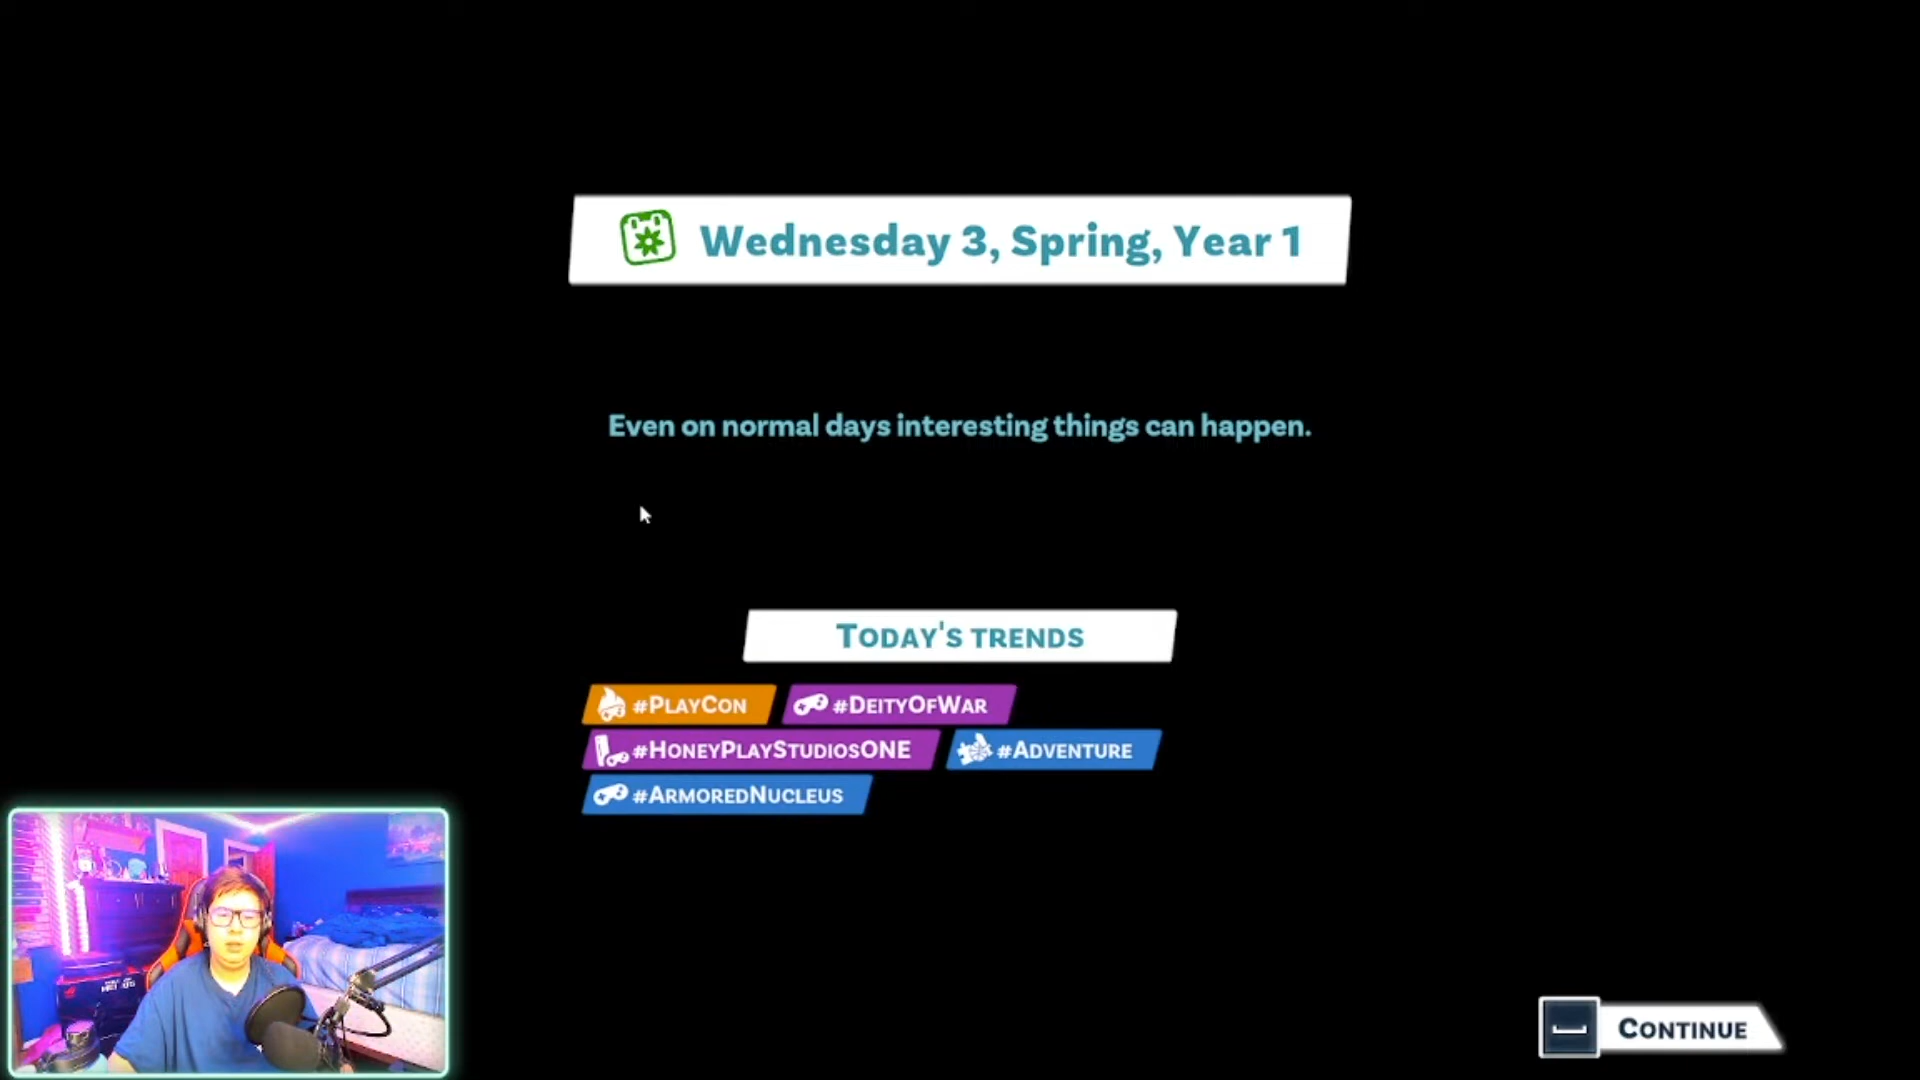 Wednesday 3, Spring, Year 1
Even on normal days interesting things can happen.
TODAY'S TRENDS
#PLAYCON #DEITYOFWAR
#HONEYPLAYSTUDIOSONE #ADVENTURE
#ARMOREDNUCLEUS
CONTINUE